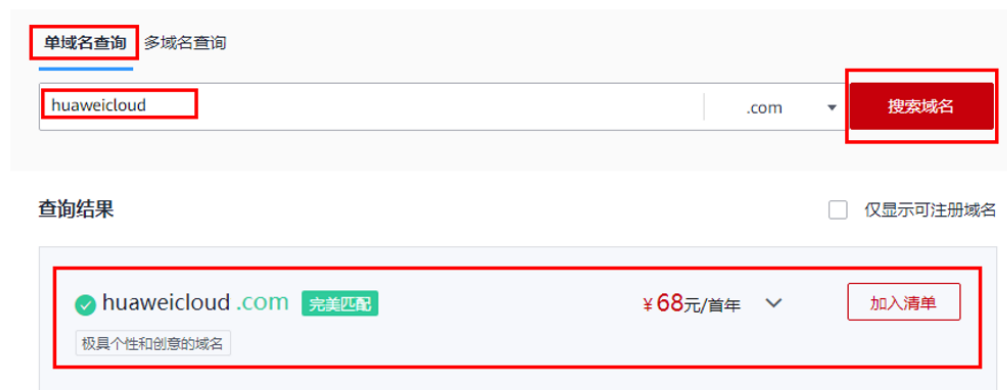 单域名查询 多域名查询
huaweicloud .com 搜索域名
查询结果 仅显示可注册域名
huaweicloud.com 完美匹配 ¥68元/首年 加入清单
极具个性和创意的域名